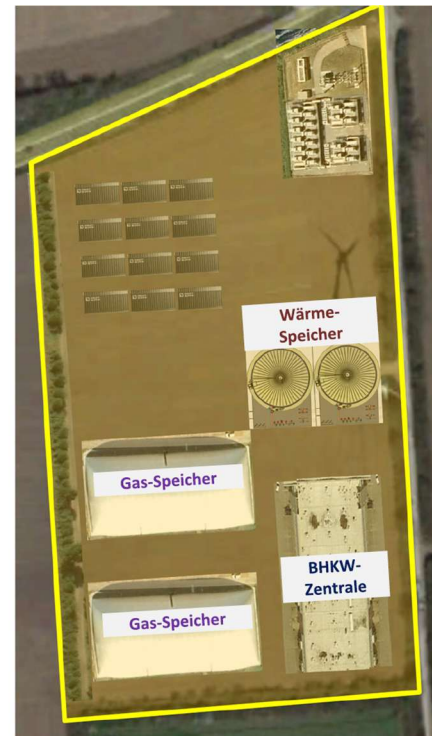 Wärme-
Speicher
Gas-Speicher
BHKW-
Zentrale
Gas-Speicher